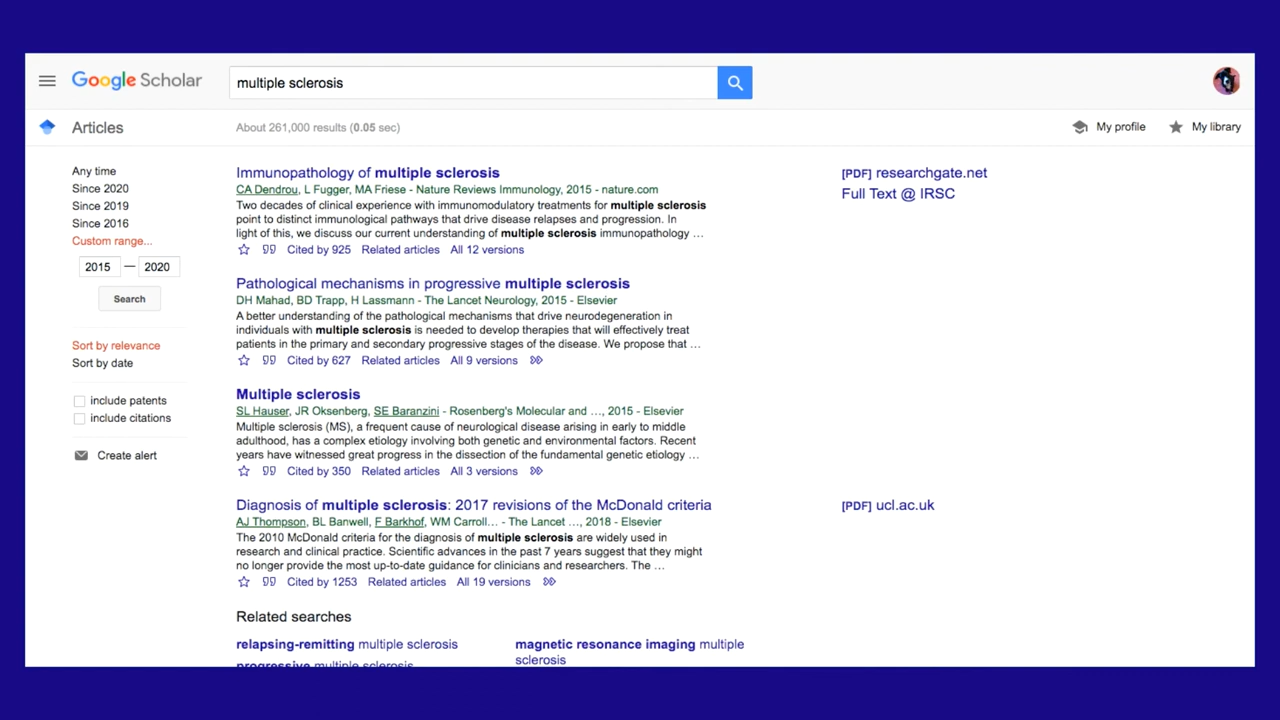 Google Scholar
multiple sclerosis
Articles
About 261,000 results (0.05 sec)
My profile
My library
Any time
Since 2020
Since 2019
Since 2016
Custom range...
2015 — 2020
Search
Sort by relevance
Sort by date
include patents
include citations
Create alert
Immunopathology of multiple sclerosis
CA Dendrou, L Fugger, MA Friese - Nature Reviews Immunology, 2015 - nature.com
Two decades of clinical experience with immunomodulatory treatments for multiple sclerosis
point to distinct immunological pathways that drive disease relapses and progression. In
light of this, we discuss our current understanding of multiple sclerosis immunopathology …
Cited by 925 Related articles All 12 versions
[PDF] researchgate.net
Full Text @ IRSC
Pathological mechanisms in progressive multiple sclerosis
DH Mahad, BD Trapp, H Lassmann - The Lancet Neurology, 2015 - Elsevier
A better understanding of the pathological mechanisms that drive neurodegeneration in
individuals with multiple sclerosis is needed to develop therapies that will effectively treat
patients in the primary and secondary progressive stages of the disease. We propose that …
Cited by 627 Related articles All 9 versions
Multiple sclerosis
SL Hauser, JR Oksenberg, SE Baranzini - Rosenberg's Molecular and …, 2015 - Elsevier
Multiple sclerosis (MS), a frequent cause of neurological disease arising in early to middle
adulthood, has a complex etiology involving both genetic and environmental factors. Recent
years have witnessed great progress in the dissection of the fundamental genetic etiology …
Cited by 350 Related articles All 3 versions
Diagnosis of multiple sclerosis: 2017 revisions of the McDonald criteria
AJ Thompson, BL Banwell, F Barkhof, WM Carroll… - The Lancet …, 2018 - Elsevier
The 2010 McDonald criteria for the diagnosis of multiple sclerosis are widely used in
research and clinical practice. Scientific advances in the past 7 years suggest that they might
no longer provide the most up-to-date guidance for clinicians and researchers. The …
Cited by 1253 Related articles All 19 versions
[PDF] ucl.ac.uk
Related searches
relapsing-remitting multiple sclerosis
progressive multiple sclerosis
magnetic resonance imaging multiple
sclerosis